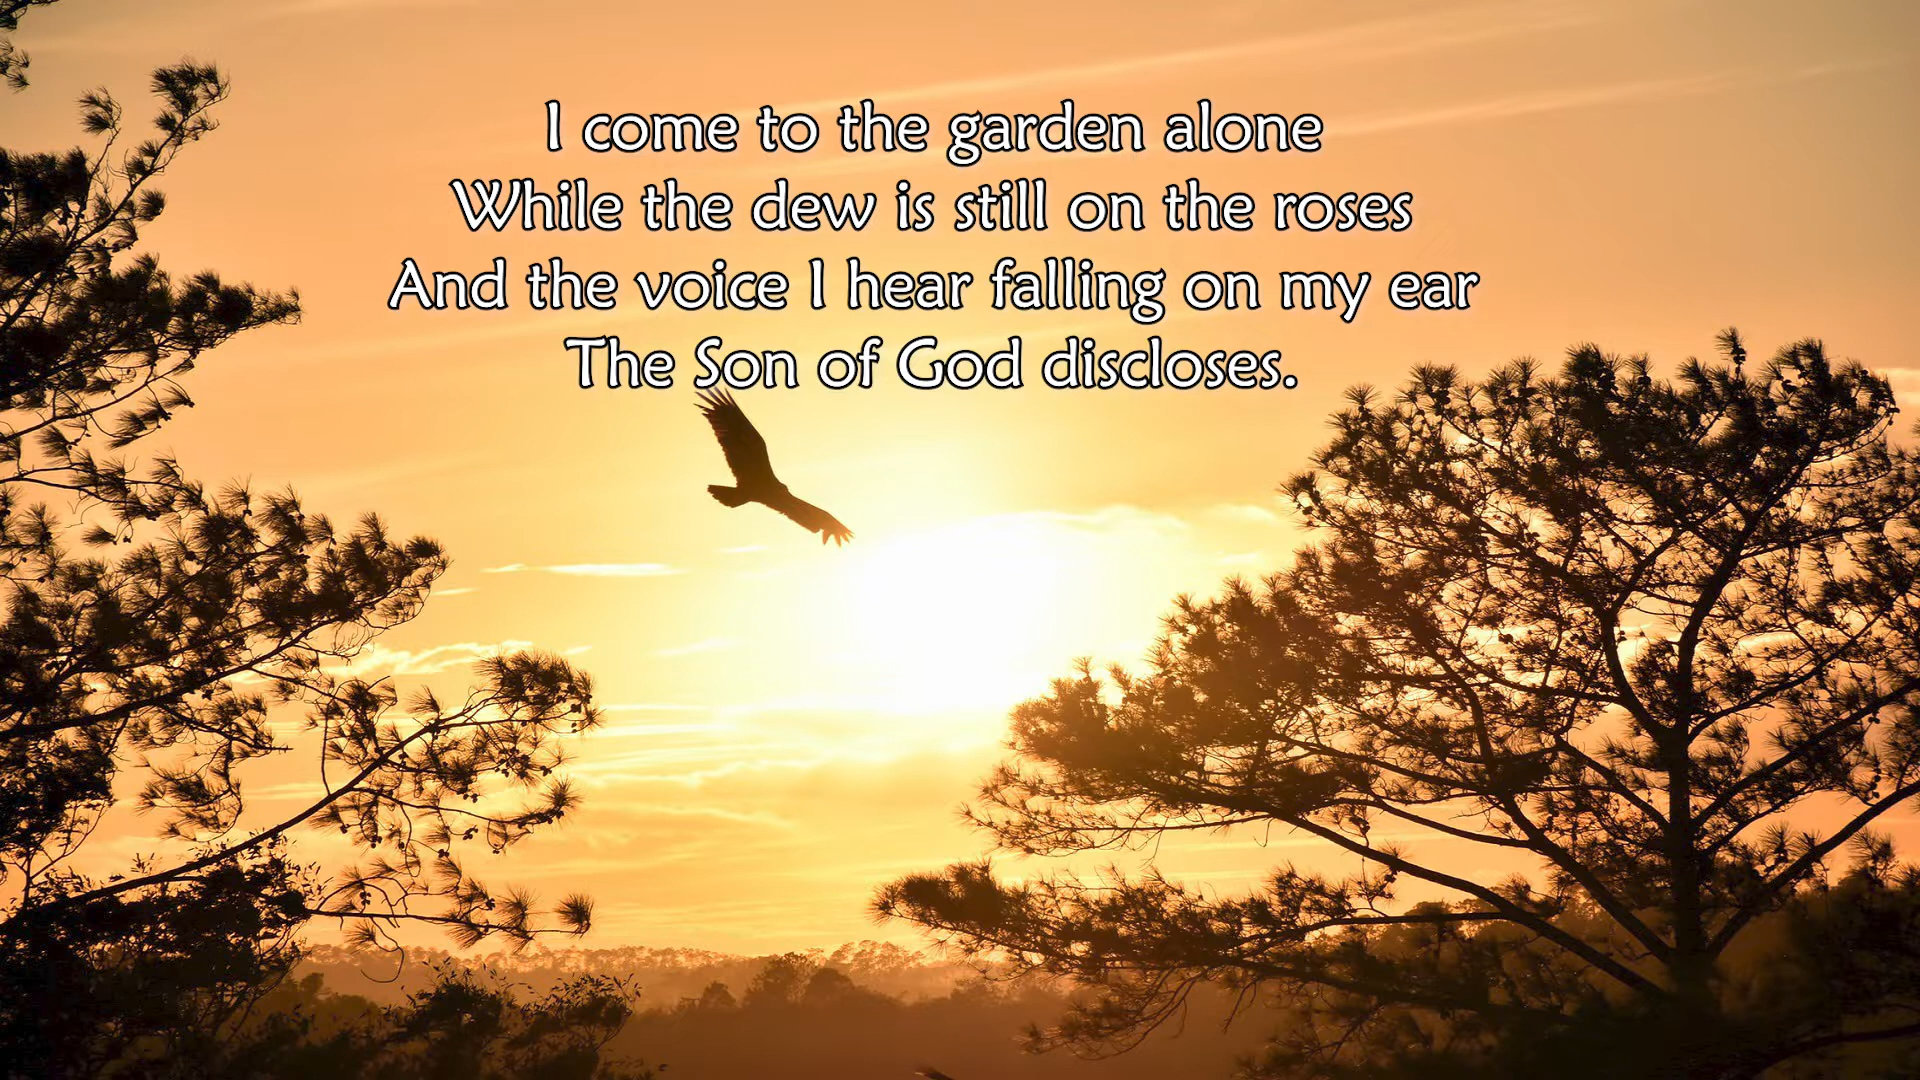 I come to the garden alone
While the dew is still on the roses
And the voice I hear falling on my ear
The Son of God discloses.